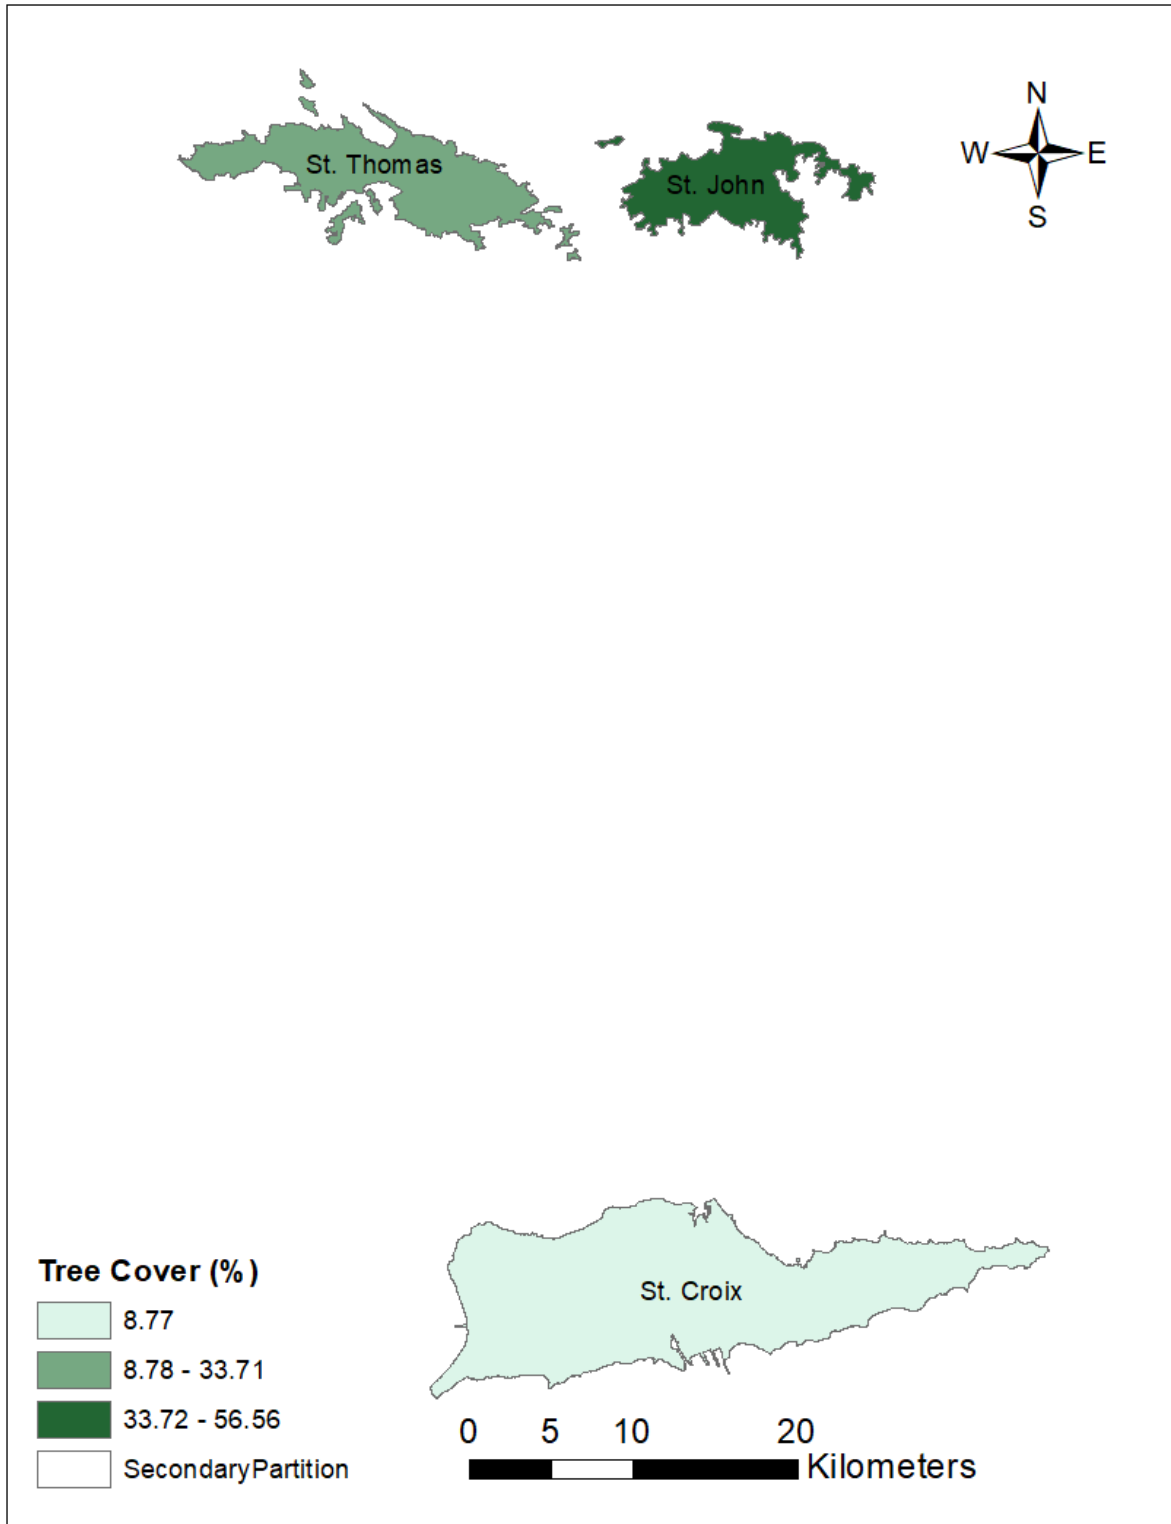 N
W E
S
St. Thomas
St. John
St. Croix
Tree Cover (%)
8.77
8.78 - 33.71
33.72 - 56.56
SecondaryPartition
0 5 10 20
Kilometers